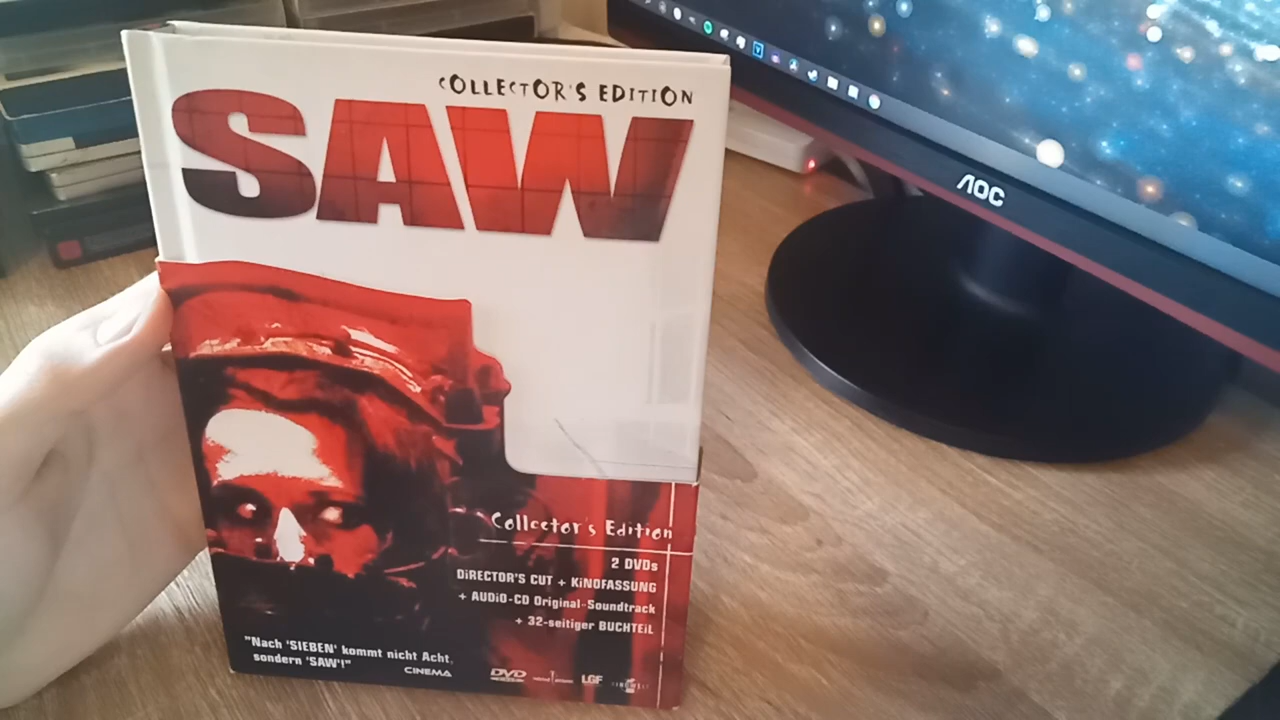 COLLECTOR'S EDITION
SAW
AOC
Collector's Edition
2 DVDs
DiRECTOR'S CUT + KiNOFASSUNG
+ AUDiO-CD Original-Soundtrack
+ 32-seitiger BUCHTEiL
"Nach 'SIEBEN' kommt nicht Acht,
sondern 'SAW'!"
CINEMA
DVD
LGF